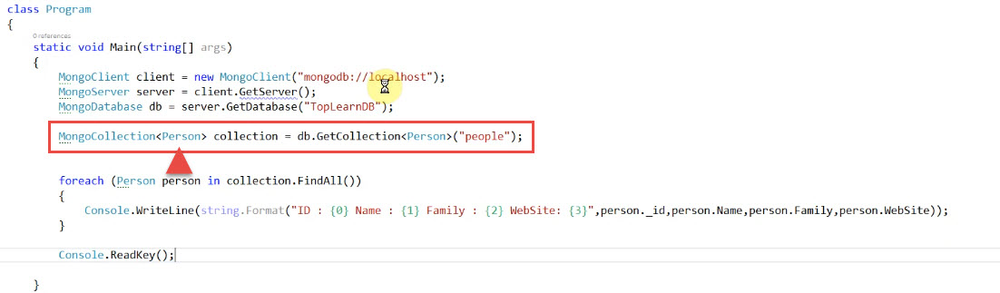 class Program
{
0 references
static void Main(string[] args)
{
MongoClient client = new MongoClient("mongodb://localhost");
MongoServer server = client.GetServer();
MongoDatabase db = server.GetDatabase("TopLearnDB");
MongoCollection<Person> collection = db.GetCollection<Person>("people");
foreach (Person person in collection.FindAll())
{
Console.WriteLine(string.Format("ID : {0} Name : {1} Family : {2} WebSite: {3}",person._id,person.Name,person.Family,person.WebSite));
}
Console.ReadKey();
}